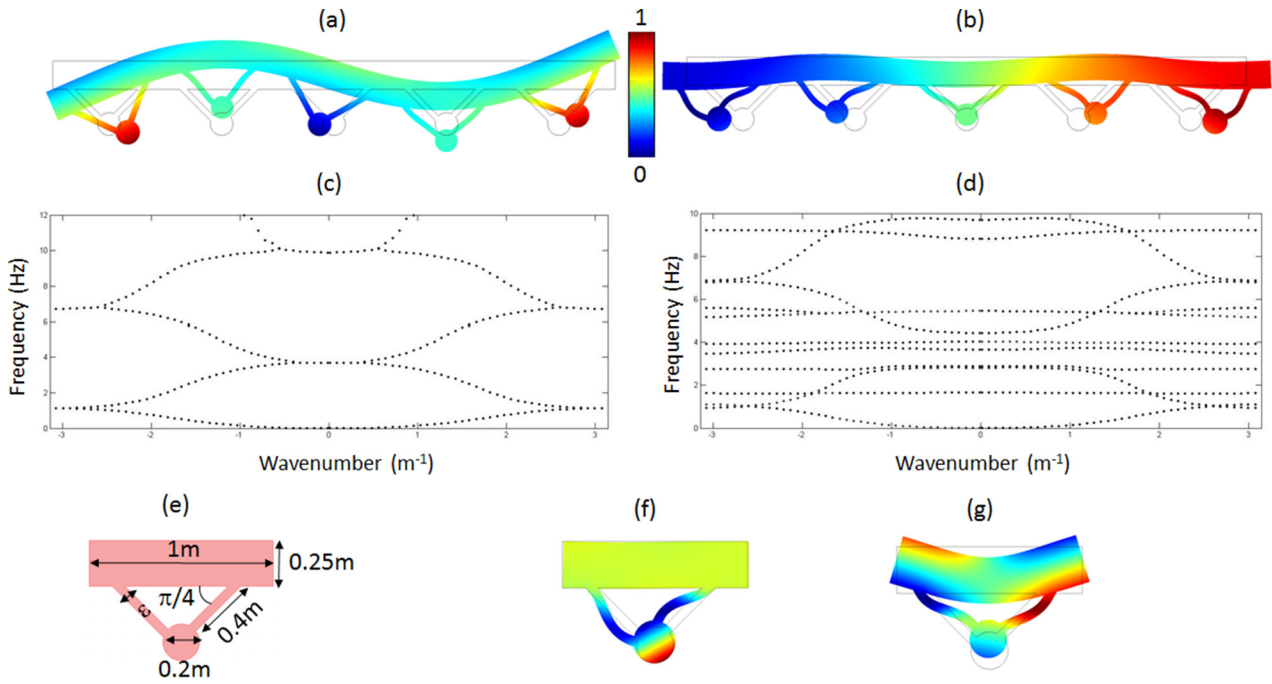 (a)
(b)
1
0
(c)
(d)
12
10
8
6
4
2
0
-3
-2
-1
0
1
2
3
Frequency (Hz)
Wavenumber (m⁻¹)
10
8
6
4
2
0
-3
-2
-1
0
1
2
3
Frequency (Hz)
Wavenumber (m⁻¹)
(e)
(f)
(g)
1m
0.25m
ε
π/4
0.4m
0.2m